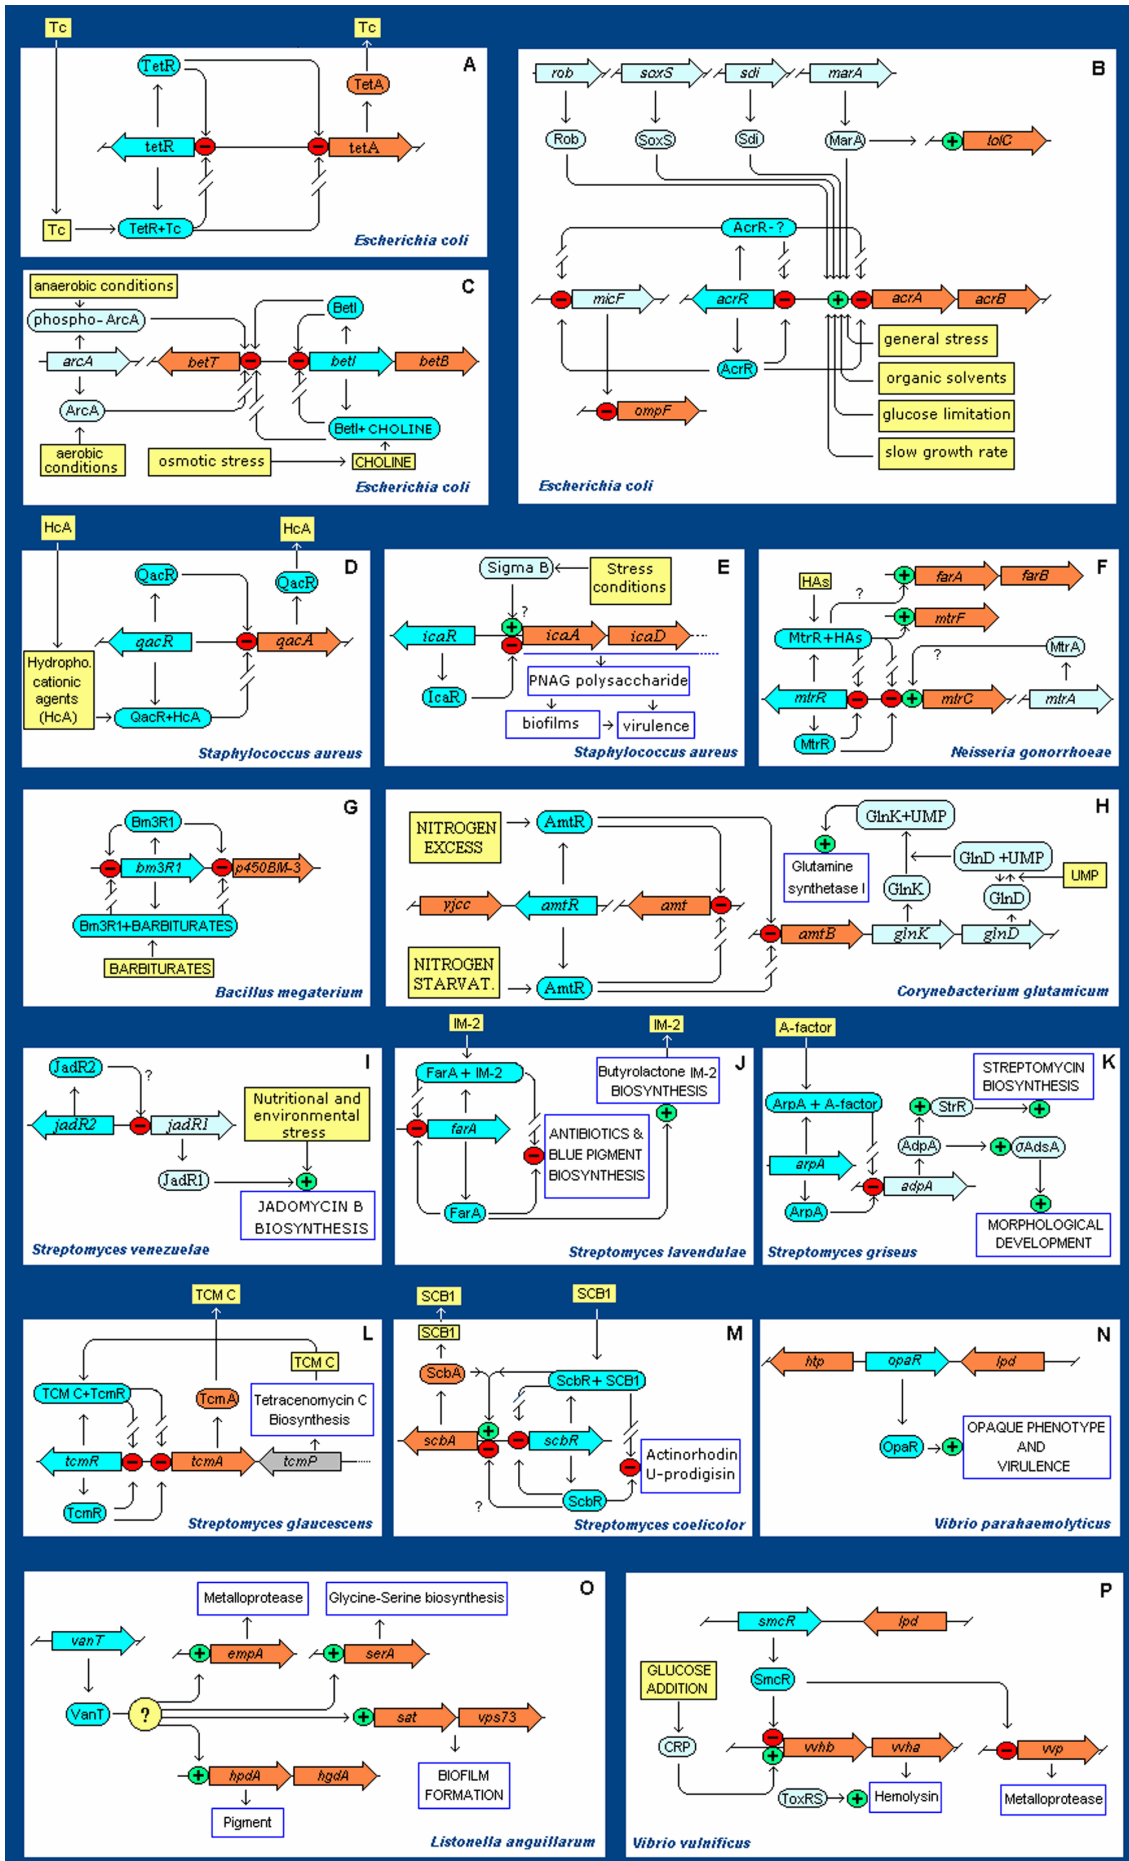 Tc
Tc
A
TetR
TetA
tetR
tetA
Tc
TetR+Tc
Escherichia coli
B
rob
soxS
sdi
marA
Rob
SoxS
Sdi
MarA
tolC
AcrR-?
micF
acrR
acrA
acrB
AcrR
ompF
general stress
organic solvents
glucose limitation
slow growth rate
Escherichia coli
C
anaerobic conditions
phospho-ArcA
BetI
arcA
betT
betI
betB
ArcA
BetI+ CHOLINE
aerobic
conditions
osmotic stress
CHOLINE
Escherichia coli
HcA
HcA
D
QacR
QacR
qacR
qacA
Hydropho.
cationic
agents
(HcA)
QacR+HcA
Staphylococcus aureus
E
Sigma B
Stress
conditions
?
icaR
icaA
icaD
IcaR
PNAG polysaccharide
biofilms
virulence
Staphylococcus aureus
F
HAs
farA
farB
?
mtrF
MtrR+HAs
?
MtrA
mtrR
mtrC
mtrA
MtrR
Neisseria gonorrhoeae
G
Bm3R1
bm3R1
p450BM-3
Bm3R1+BARBITURATES
BARBITURATES
Bacillus megaterium
H
NITROGEN
EXCESS
AmtR
GlnK+UMP
Glutamine
synthetase I
GlnD +UMP
UMP
GlnK
GlnD
yjcc
amtR
amt
amtB
glnK
glnD
NITROGEN
STARVAT.
AmtR
Corynebacterium glutamicum
I
JadR2
?
Nutritional and
environmental
stress
jadR2
jadR1
JadR1
JADOMYCIN B
BIOSYNTHESIS
Streptomyces venezuelae
IM-2
IM-2
J
FarA + IM-2
Butyrolactone IM-2
BIOSYNTHESIS
farA
ANTIBIOTICS &
BLUE PIGMENT
BIOSYNTHESIS
FarA
Streptomyces lavendulae
A-factor
K
STREPTOMYCIN
BIOSYNTHESIS
ArpA + A-factor
StrR
AdpA
σAdsA
arpA
adpA
ArpA
MORPHOLOGICAL
DEVELOPMENT
Streptomyces griseus
TCM C
L
TCM C
TCM C+TcmR
TcmA
Tetracenomycin C
Biosynthesis
tcmR
tcmA
tcmP
TcmR
Streptomyces glaucescens
SCB1
SCB1
M
SCB1
ScbA
ScbR + SCB1
scbA
scbR
Actinorhodin
U-prodigisin
?
ScbR
Streptomyces coelicolor
N
htp
opaR
lpd
OpaR
OPAQUE PHENOTYPE
AND
VIRULENCE
Vibrio parahaemolyticus
O
Metalloprotease
Glycine-Serine biosynthesis
vanT
empA
serA
VanT
?
sat
vps73
hpdA
hgdA
BIOFILM
FORMATION
Pigment
Listonella anguillarum
P
smcR
lpd
GLUCOSE
ADDITION
SmcR
CRP
vvhb
vvha
vvp
ToxRS
Hemolysin
Metalloprotease
Vibrio vulnificus